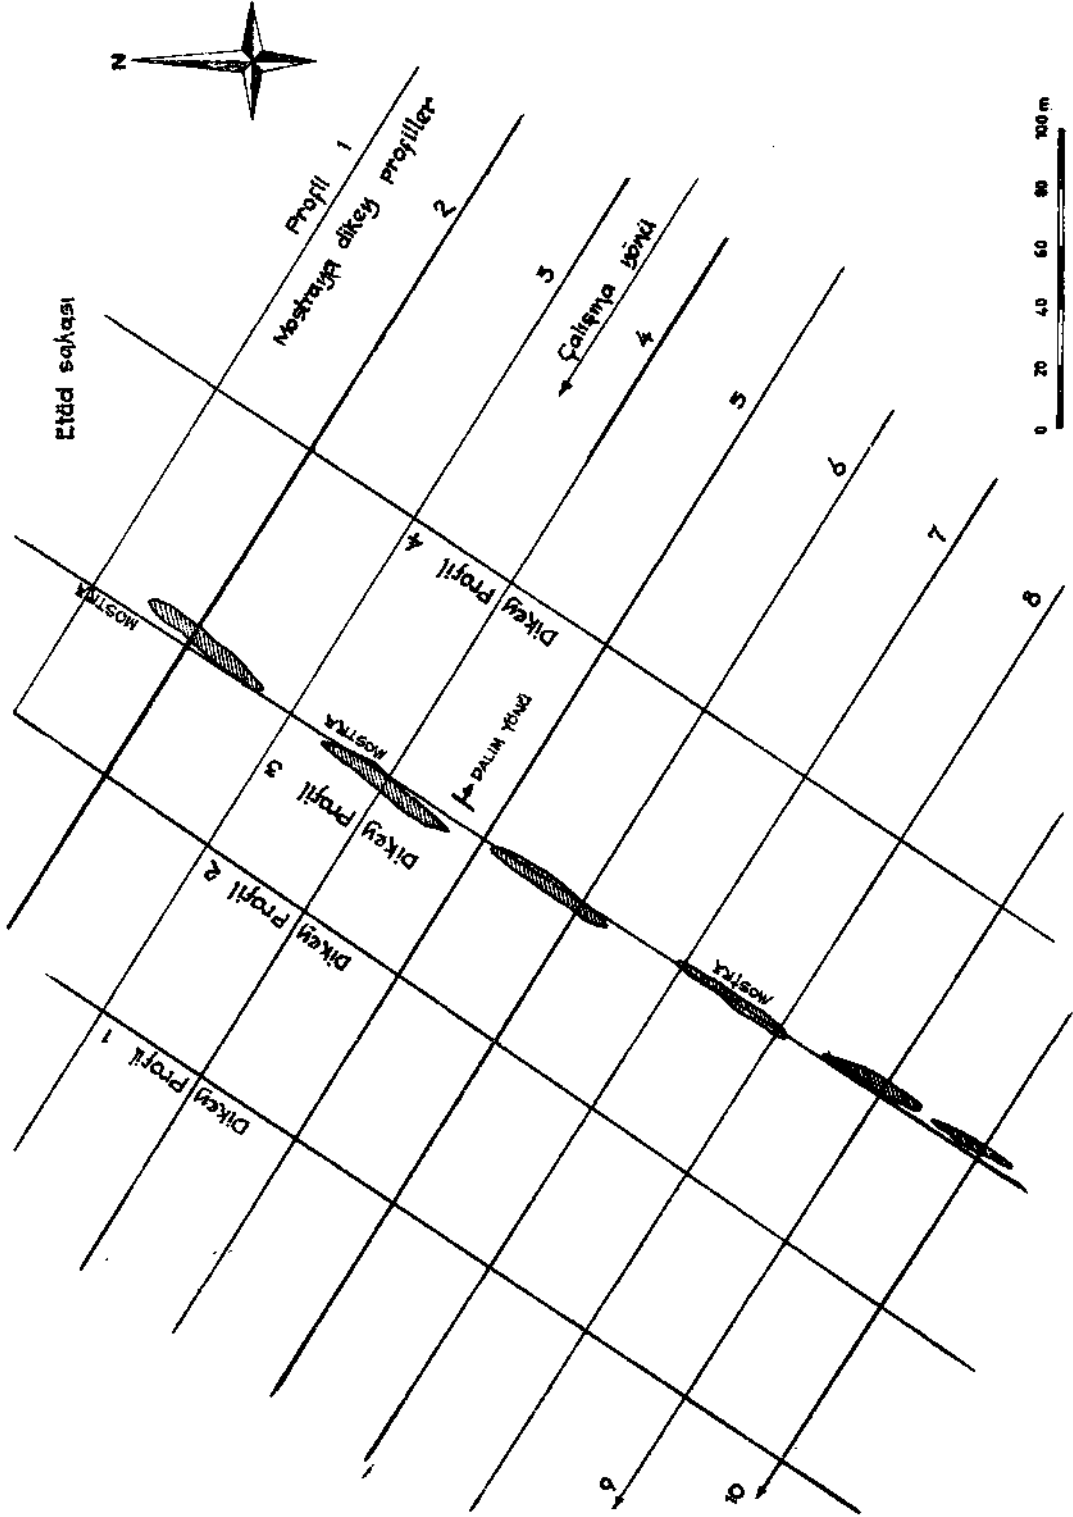 N
Etüd sahası
Profil 1
Mostraya dikey profiller
2
3
Çalışma yönü
4
5
6
7
8
9
10
MOSTRA
MOSTRA
MOSTRA
DALIM YÖNÜ
Dikey Profil 1
Dikey Profil 2
Dikey Profil 3
Dikey Profil 4
0 20 40 60 80 100 m